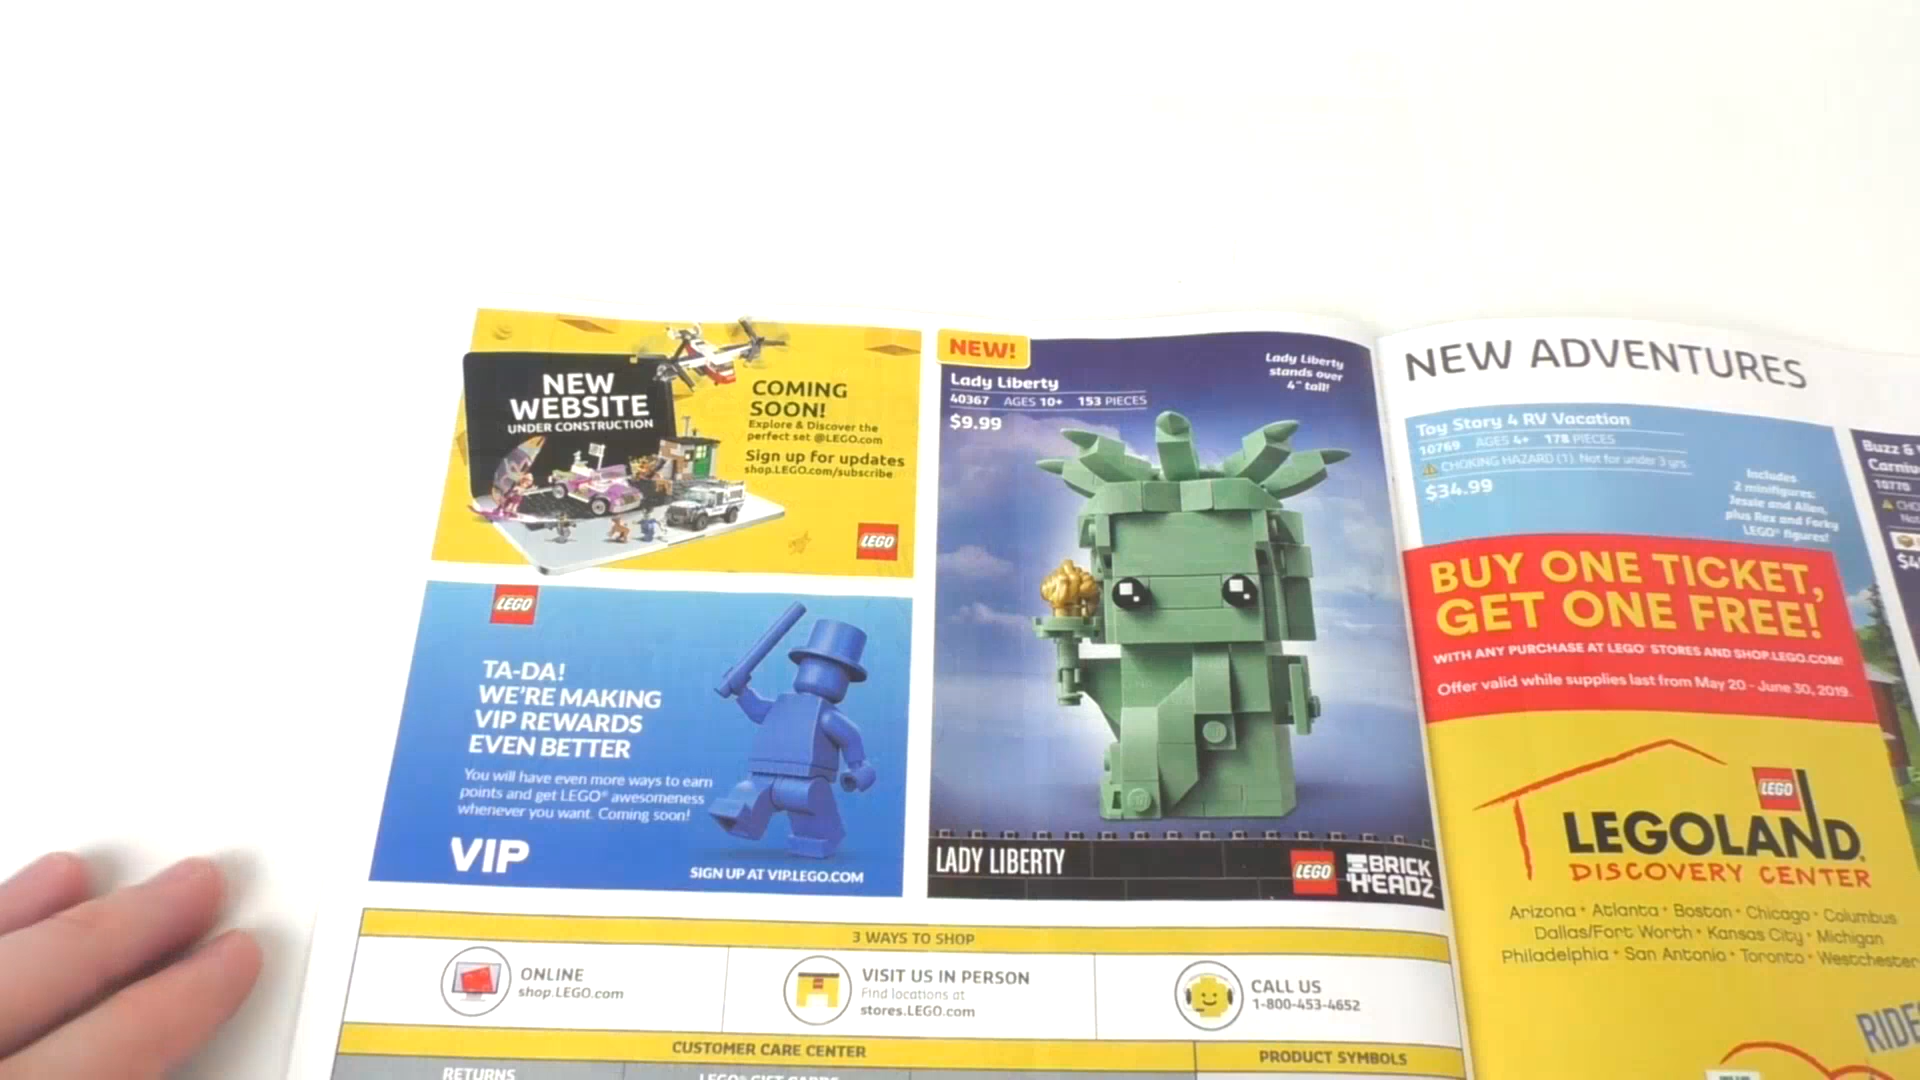 NEW
WEBSITE
UNDER CONSTRUCTION
COMING
SOON!
Explore & Discover the
perfect set @LEGO.com
Sign up for updates
shop.LEGO.com/subscribe
LEGO
LEGO
TA-DA!
WE'RE MAKING
VIP REWARDS
EVEN BETTER
You will have even more ways to earn
points and get LEGO® awesomeness
whenever you want. Coming soon!
VIP
SIGN UP AT VIP.LEGO.COM
NEW!
Lady Liberty
40367 AGES 10+ 153 PIECES
$9.99
Lady Liberty
stands over
4" tall!
LADY LIBERTY
LEGO
BRICK
HEADZ
3 WAYS TO SHOP
ONLINE
shop.LEGO.com
VISIT US IN PERSON
Find locations at
stores.LEGO.com
CALL US
1-800-453-4652
CUSTOMER CARE CENTER
PRODUCT SYMBOLS
RETURNS
LEGO® GIFT CARDS
NEW ADVENTURES
Toy Story 4 RV Vacation
10769 AGES 4+ 178 PIECES
CHOKING HAZARD (1). Not for under 3 yrs.
$34.99
Includes
2 minifigures:
Jessie and Alien,
plus Rex and Forky
LEGO® figures!
Buzz &
10770
BUY ONE TICKET,
GET ONE FREE!
WITH ANY PURCHASE AT LEGO® STORES AND SHOP.LEGO.COM!
Offer valid while supplies last from May 20 - June 30, 2019.
LEGO
LEGOLAND®
DISCOVERY CENTER
Arizona • Atlanta • Boston • Chicago • Columbus
Dallas/Fort Worth • Kansas City • Michigan
Philadelphia • San Antonio • Toronto • Westchester